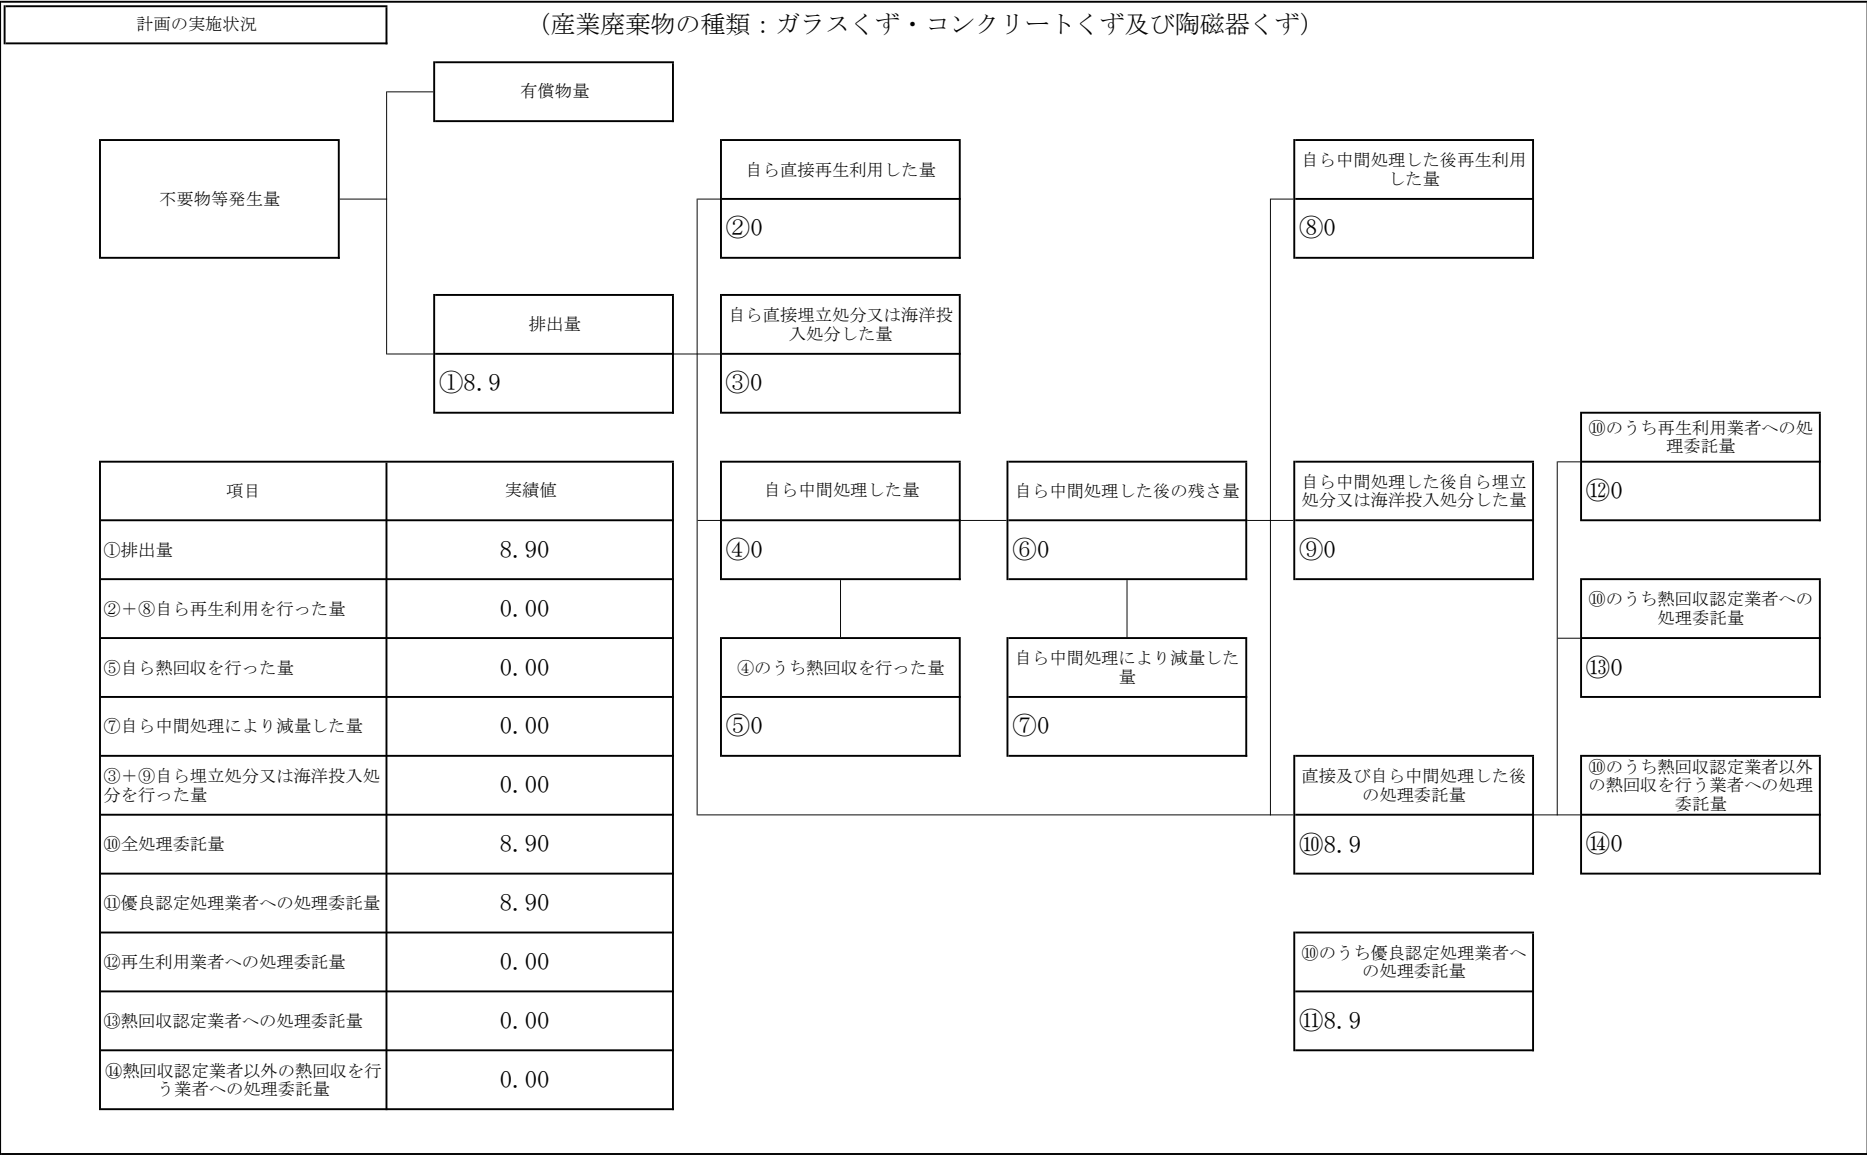 計画の実施状況
（産業廃棄物の種類：ガラスくず・コンクリートくず及び陶磁器くず）
有償物量
不要物等発生量
自ら直接再生利用した量
②0
自ら中間処理した後再生利用
した量
⑧0
排出量
①8.9
自ら直接埋立処分又は海洋投
入処分した量
③0
⑩のうち再生利用業者への処
理委託量
⑫0
自ら中間処理した量
④0
自ら中間処理した後の残さ量
⑥0
自ら中間処理した後自ら埋立
処分又は海洋投入処分した量
⑨0
⑩のうち熱回収認定業者への
処理委託量
⑬0
④のうち熱回収を行った量
⑤0
自ら中間処理により減量した
量
⑦0
直接及び自ら中間処理した後
の処理委託量
⑩8.9
⑩のうち熱回収認定業者以外
の熱回収を行う業者への処理
委託量
⑭0
⑩のうち優良認定処理業者へ
の処理委託量
⑪8.9
項目 実績値
①排出量 8.90
②＋⑧自ら再生利用を行った量 0.00
⑤自ら熱回収を行った量 0.00
⑦自ら中間処理により減量した量 0.00
③＋⑨自ら埋立処分又は海洋投入処
分を行った量 0.00
⑩全処理委託量 8.90
⑪優良認定処理業者への処理委託量 8.90
⑫再生利用業者への処理委託量 0.00
⑬熱回収認定業者への処理委託量 0.00
⑭熱回収認定業者以外の熱回収を行
う業者への処理委託量 0.00